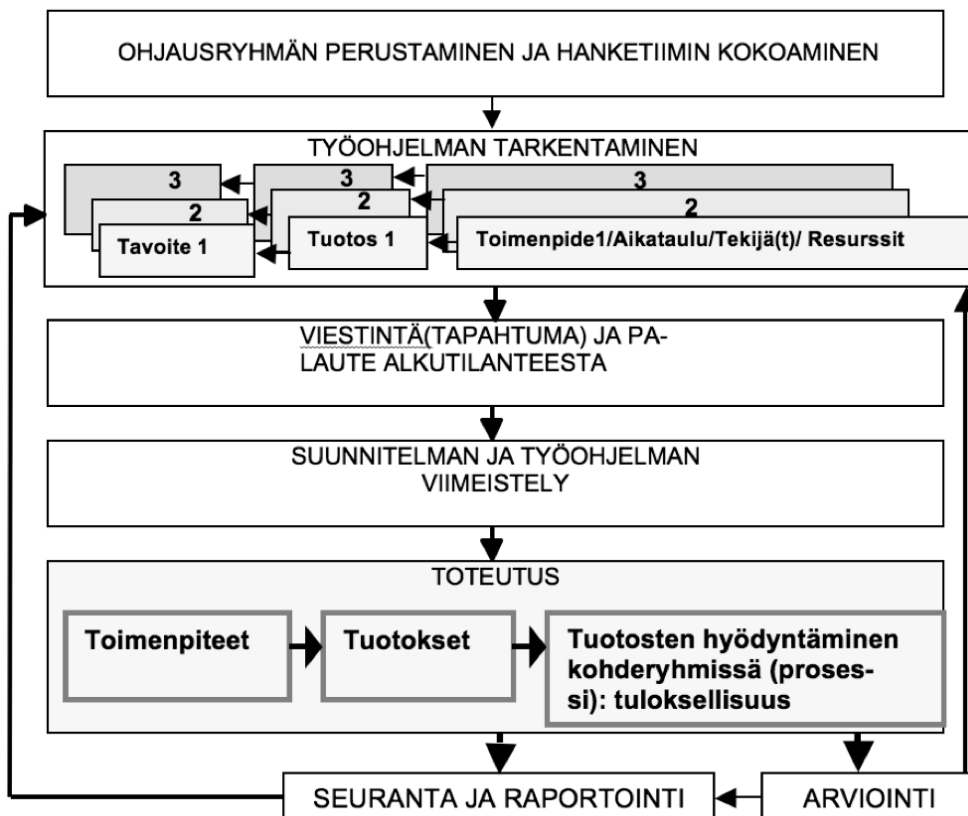 OHJAUSRYHMÄN PERUSTAMINEN JA HANKETIIMIN KOKOAMINEN
TYÖOHJELMAN TARKENTAMINEN
3
3
3
2
2
2
Tavoite 1
Tuotos 1
Toimenpide1/Aikataulu/Tekijä(t)/ Resurssit
VIESTINTÄ(TAPAHTUMA) JA PA-
LAUTE ALKUTILANTEESTA
SUUNNITELMAN JA TYÖOHJELMAN
VIIMEISTELY
TOTEUTUS
Toimenpiteet
Tuotokset
Tuotosten hyödyntäminen
kohderyhmissä (proses-
si): tuloksellisuus
SEURANTA JA RAPORTOINTI
ARVIOINTI